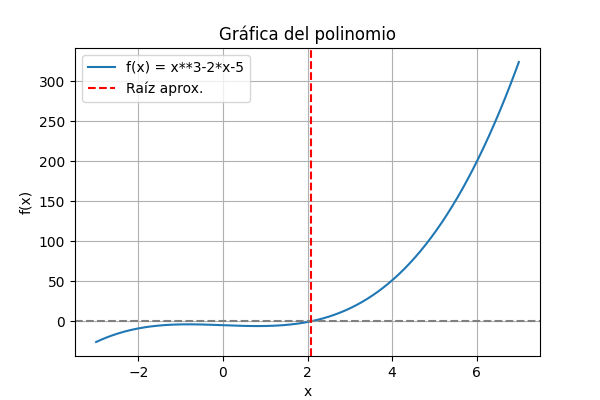 Gráfica del polinomio
f(x) = x**3-2*x-5
Raíz aprox.
300
250
200
150
100
50
0
f(x)
−2
0
2
4
6
x